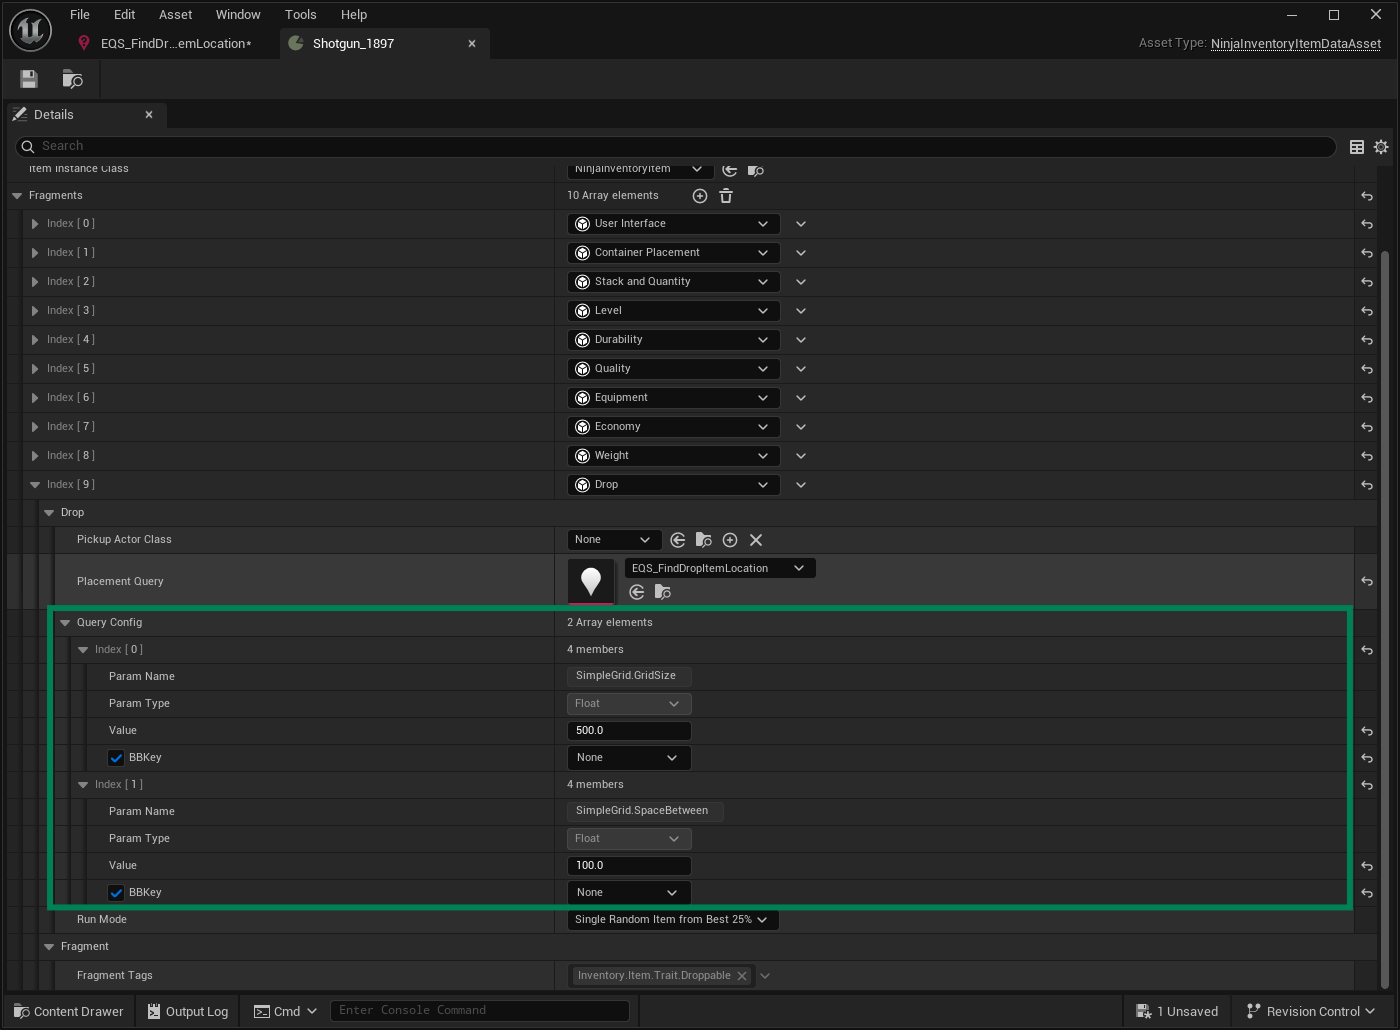 File Edit Asset Window Tools Help
EQS_FindDr...emLocation• Shotgun_1897 Asset Type: NinjaInventoryItemDataAsset
Details
Search
Item Instance Class NinjaInventoryItem
Fragments 10 Array elements
Index [ 0 ] User Interface
Index [ 1 ] Container Placement
Index [ 2 ] Stack and Quantity
Index [ 3 ] Level
Index [ 4 ] Durability
Index [ 5 ] Quality
Index [ 6 ] Equipment
Index [ 7 ] Economy
Index [ 8 ] Weight
Index [ 9 ] Drop
Drop
Pickup Actor Class None
Placement Query EQS_FindDropItemLocation
Query Config 2 Array elements
Index [ 0 ] 4 members
Param Name SimpleGrid.GridSize
Param Type Float
Value 500.0
BBKey None
Index [ 1 ] 4 members
Param Name SimpleGrid.SpaceBetween
Param Type Float
Value 100.0
BBKey None
Run Mode Single Random Item from Best 25%
Fragment
Fragment Tags Inventory.Item.Trait.Droppable
Content Drawer Output Log Cmd Enter Console Command 1 Unsaved Revision Control